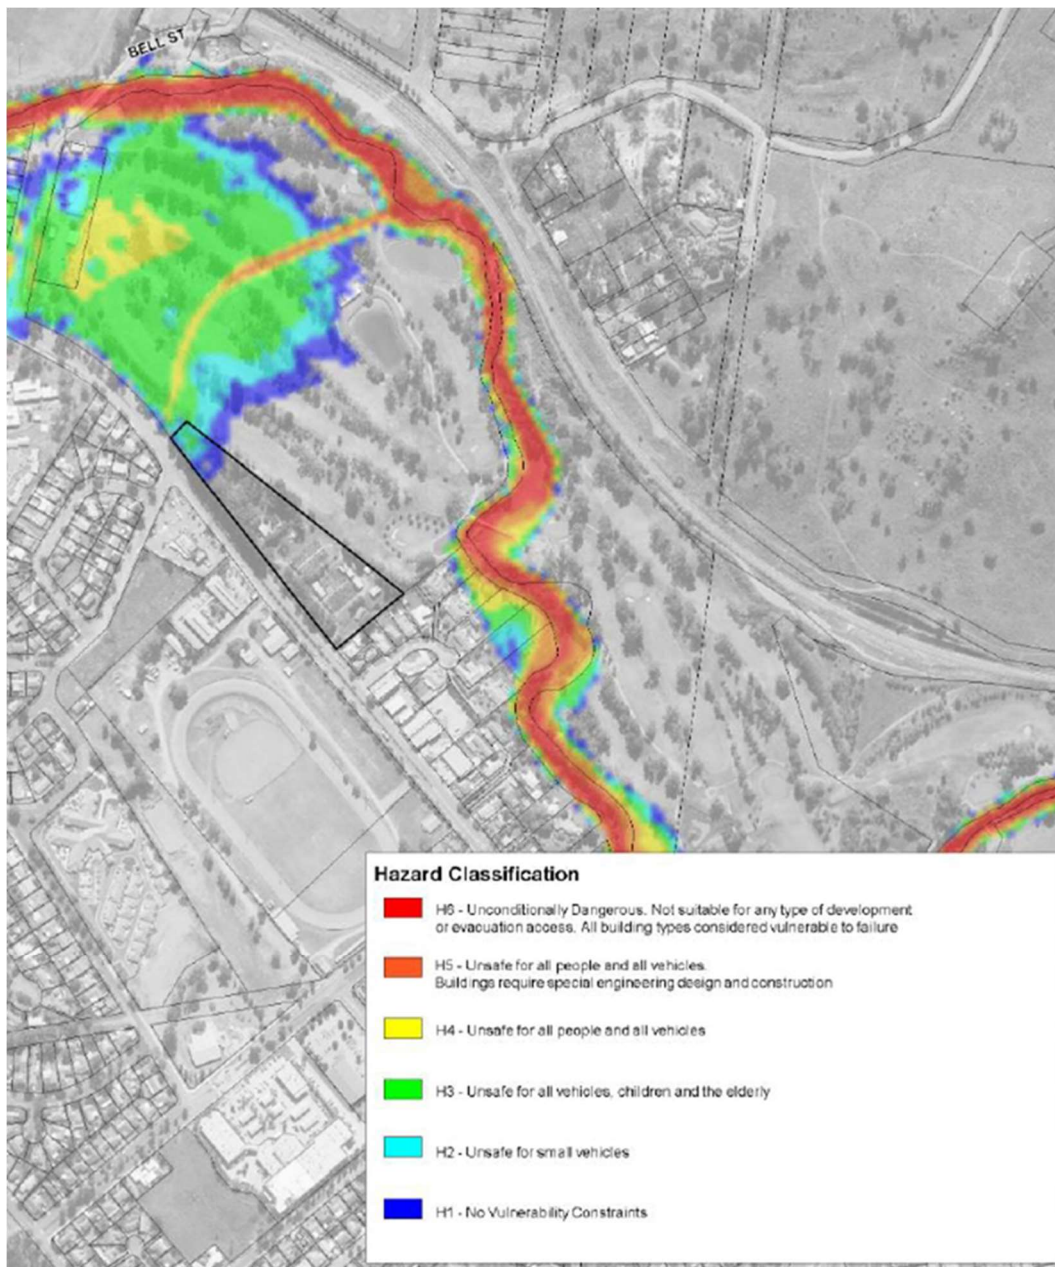 BELL ST
Hazard Classification
H6 - Unconditionally Dangerous. Not suitable for any type of development
or evacuation access. All building types considered vulnerable to failure
H5 - Unsafe for all people and all vehicles.
Buildings require special engineering design and construction
H4 - Unsafe for all people and all vehicles
H3 - Unsafe for all vehicles, children and the elderly
H2 - Unsafe for small vehicles
H1 - No Vulnerability Constraints